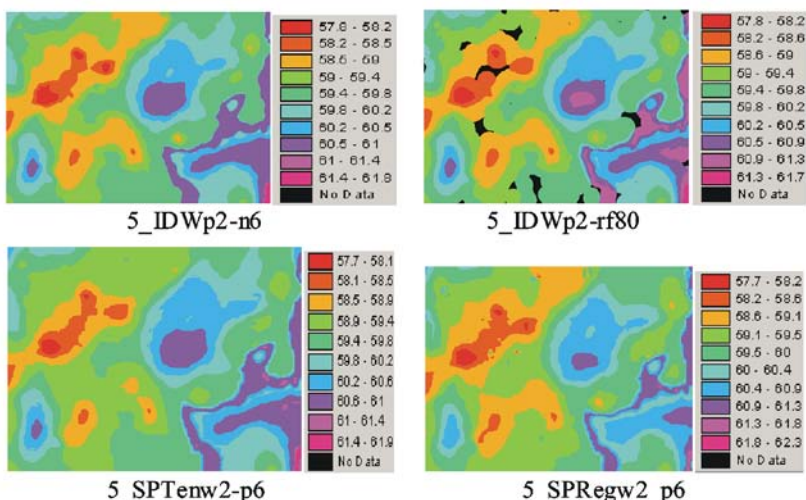 57.8 - 58.2
58.2 - 58.5
58.5 - 59
59 - 59.4
59.4 - 59.8
59.8 - 60.2
60.2 - 60.5
60.5 - 61
61 - 61.4
61.4 - 61.8
No Data
5_IDWp2-n6
57.8 - 58.2
58.2 - 58.6
58.6 - 59
59 - 59.4
59.4 - 59.8
59.8 - 60.2
60.2 - 60.5
60.5 - 60.9
60.9 - 61.3
61.3 - 61.7
No Data
5_IDWp2-rf80
57.7 - 58.1
58.1 - 58.5
58.5 - 58.9
58.9 - 59.4
59.4 - 59.8
59.8 - 60.2
60.2 - 60.6
60.6 - 61
61 - 61.4
61.4 - 61.9
No Data
5_SPTenw2-p6
57.7 - 58.2
58.2 - 58.6
58.6 - 59.1
59.1 - 59.5
59.5 - 60
60 - 60.4
60.4 - 60.9
60.9 - 61.3
61.3 - 61.8
61.8 - 62.3
No Data
5_SPRegw2_p6